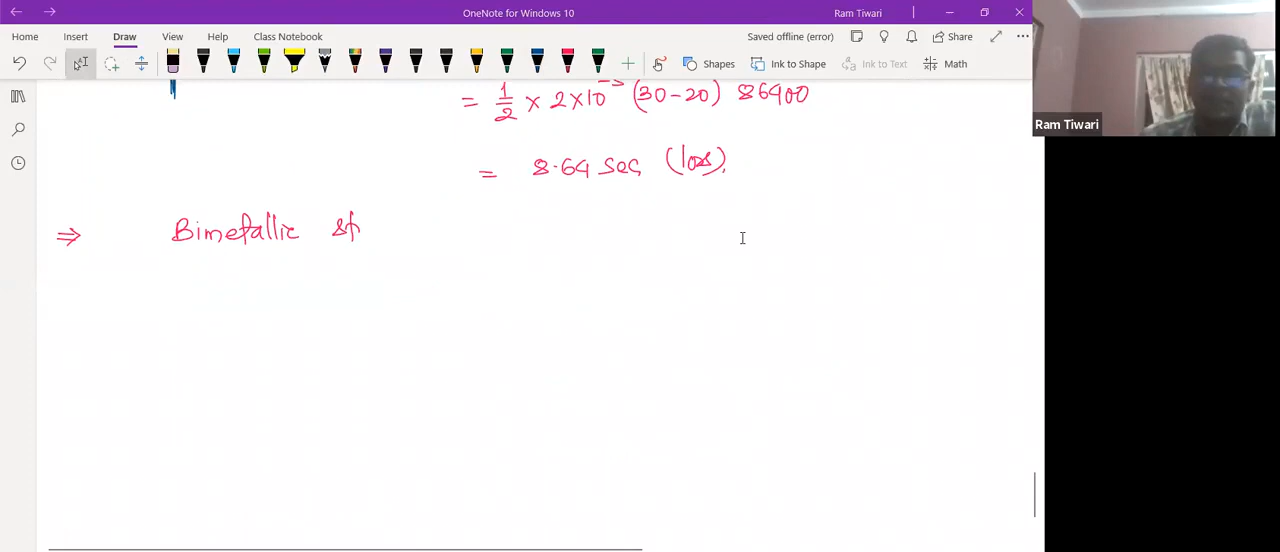 OneNote for Windows 10
Ram Tiwari
Home Insert Draw View Help Class Notebook
Saved offline (error)
Share
Shapes
Ink to Shape
Ink to Text
Math
= 1/2 × 2×10⁻⁵ (30-20) 86400
= 8.64 sec (loss).
⇒ Bimetallic st
Ram Tiwari